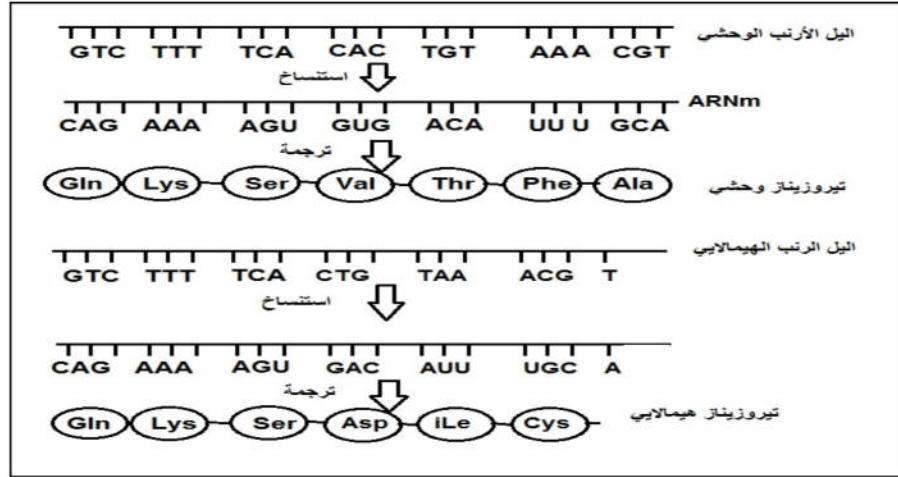 GTC TTT TCA CAC TGT AAA CGT اليل الأرنب الوحشي
استنساخ
ARNm
CAG AAA AGU GUG ACA UU U GCA
ترجمة
Gln Lys Ser Val Thr Phe Ala
تيروزيناز وحشي
اليل الرنب الهيمالايي
GTC TTT TCA CTG TAA ACG T
استنساخ
CAG AAA AGU GAC AUU UGC A
ترجمة
تيروزيناز هيمالايي
Gln Lys Ser Asp iLe Cys